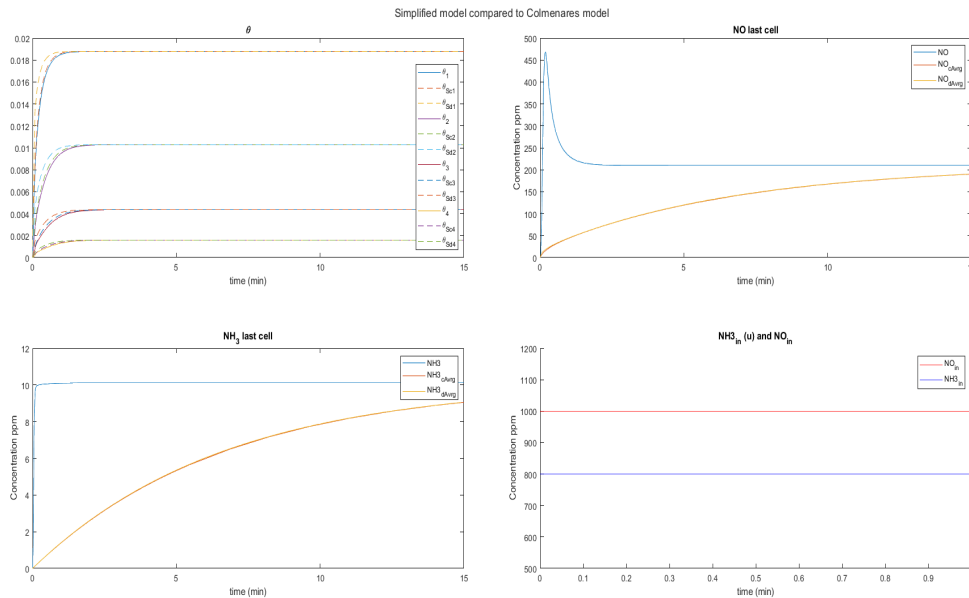 Simplified model compared to Colmenares model
θ
0.02
0.018
0.016
0.014
0.012
0.01
0.008
0.006
0.004
0.002
0
0
5
10
15
time (min)
θ1
θSc1
θSd1
θ2
θSc2
θSd2
θ3
θSc3
θSd3
θ4
θSc4
θSd4
NO last cell
Concentration ppm
500
450
400
350
300
250
200
150
100
50
0
0
5
10
time (min)
NO
NOcAvrg
NOdAvrg
NH3 last cell
Concentration ppm
12
10
8
6
4
2
0
0
5
10
15
time (min)
NH3
NH3cAvrg
NH3dAvrg
NH3in (u) and NOin
Concentration ppm
1200
1100
1000
900
800
700
600
500
0
0.1
0.2
0.3
0.4
0.5
0.6
0.7
0.8
0.9
time (min)
NOin
NH3in